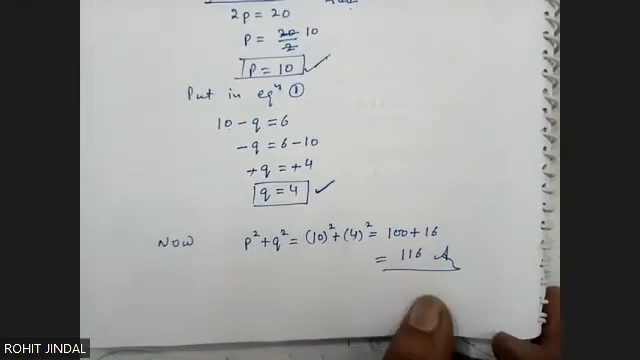 2p = 20
p = 20/2 10
p = 10
Put in eqⁿ ①
10 - q = 6
-q = 6 - 10
+q = +4
q = 4
NOW p² + q² = (10)² + (4)² = 100 + 16
= 116
ROHIT JINDAL